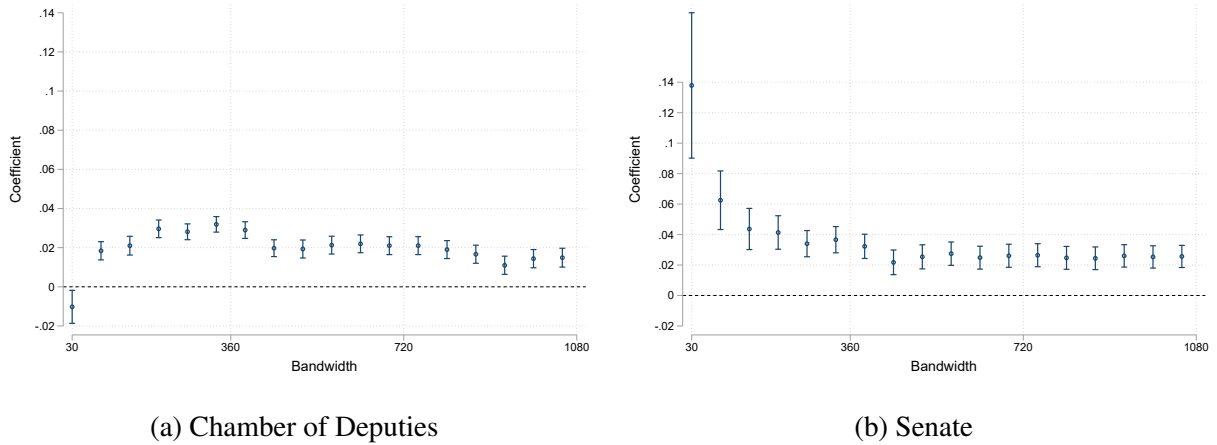 .14
.12
.1
.08
.06
.04
.02
0
-.02
Coefficient
30 360 720 1080
Bandwidth
(a) Chamber of Deputies
.14
.12
.1
.08
.06
.04
.02
0
-.02
Coefficient
30 360 720 1080
Bandwidth
(b) Senate